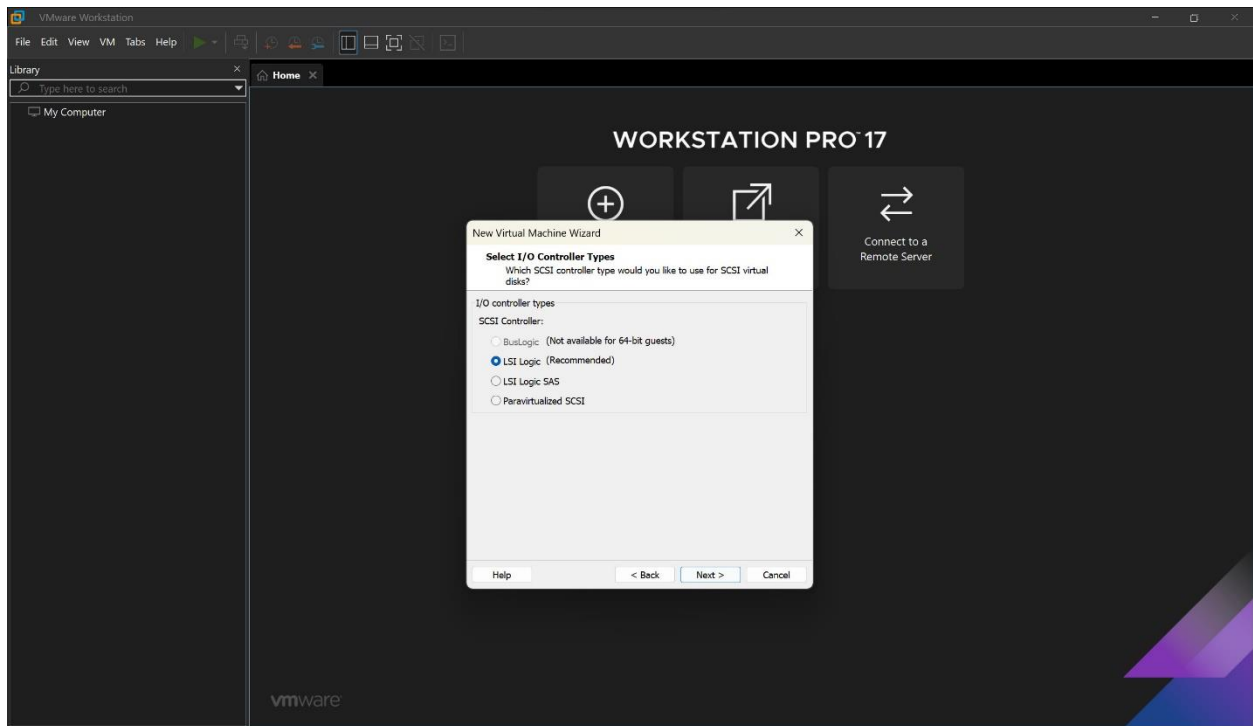 VMware Workstation
File Edit View VM Tabs Help
Library
Type here to search
My Computer
Home
WORKSTATION PRO™ 17
Connect to a
Remote Server
New Virtual Machine Wizard
Select I/O Controller Types
Which SCSI controller type would you like to use for SCSI virtual
disks?
I/O controller types
SCSI Controller:
BusLogic (Not available for 64-bit guests)
LSI Logic (Recommended)
LSI Logic SAS
Paravirtualized SCSI
Help < Back Next > Cancel
vmware